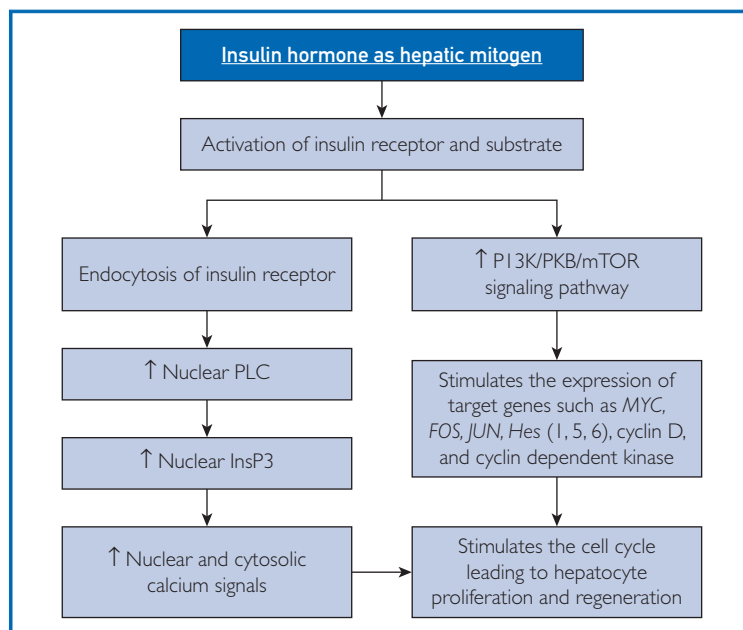 Insulin hormone as hepatic mitogen
Activation of insulin receptor and substrate
Endocytosis of insulin receptor
↑ Nuclear PLC
↑ Nuclear InsP3
↑ Nuclear and cytosolic
calcium signals
↑ P13K/PKB/mTOR
signaling pathway
Stimulates the expression of
target genes such as MYC,
FOS, JUN, Hes (1, 5, 6), cyclin D,
and cyclin dependent kinase
Stimulates the cell cycle
leading to hepatocyte
proliferation and regeneration